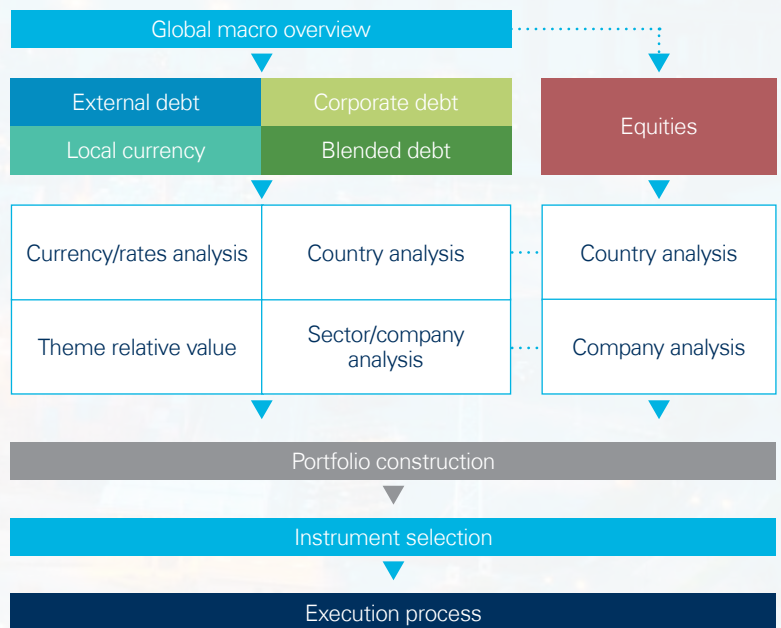 Global macro overview
External debt
Corporate debt
Local currency
Blended debt
Equities
Currency/rates analysis
Country analysis
Country analysis
Theme relative value
Sector/company
analysis
Company analysis
Portfolio construction
Instrument selection
Execution process